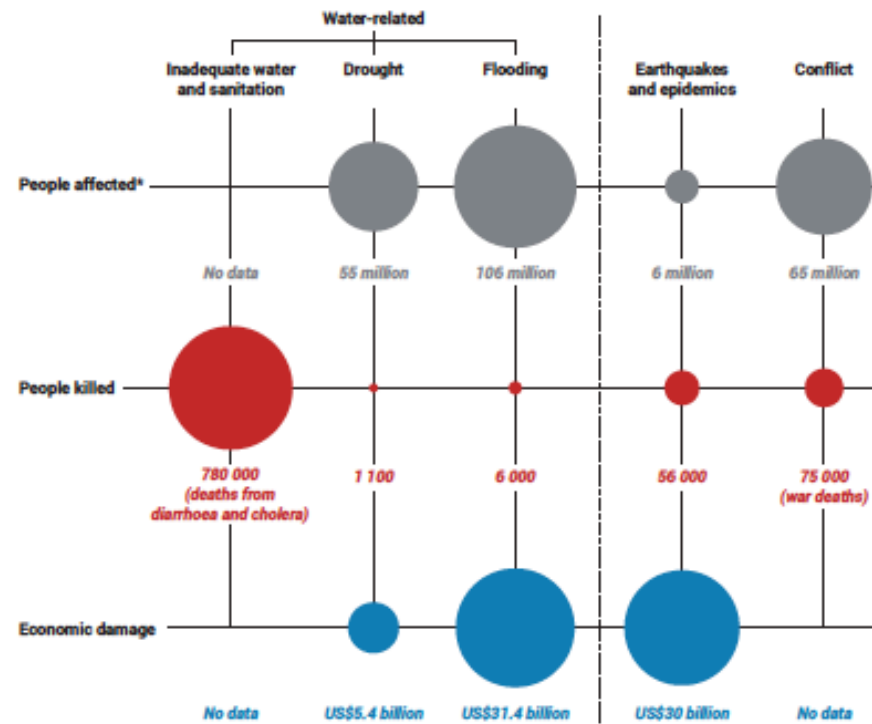 Water-related
Inadequate water
and sanitation
Drought
Flooding
Earthquakes
and epidemics
Conflict
People affected*
No data
55 million
106 million
6 million
65 million
People killed
780 000
(deaths from
diarrhoea and cholera)
1 100
6 000
56 000
75 000
(war deaths)
Economic damage
No data
US$5.4 billion
US$31.4 billion
US$30 billion
No data